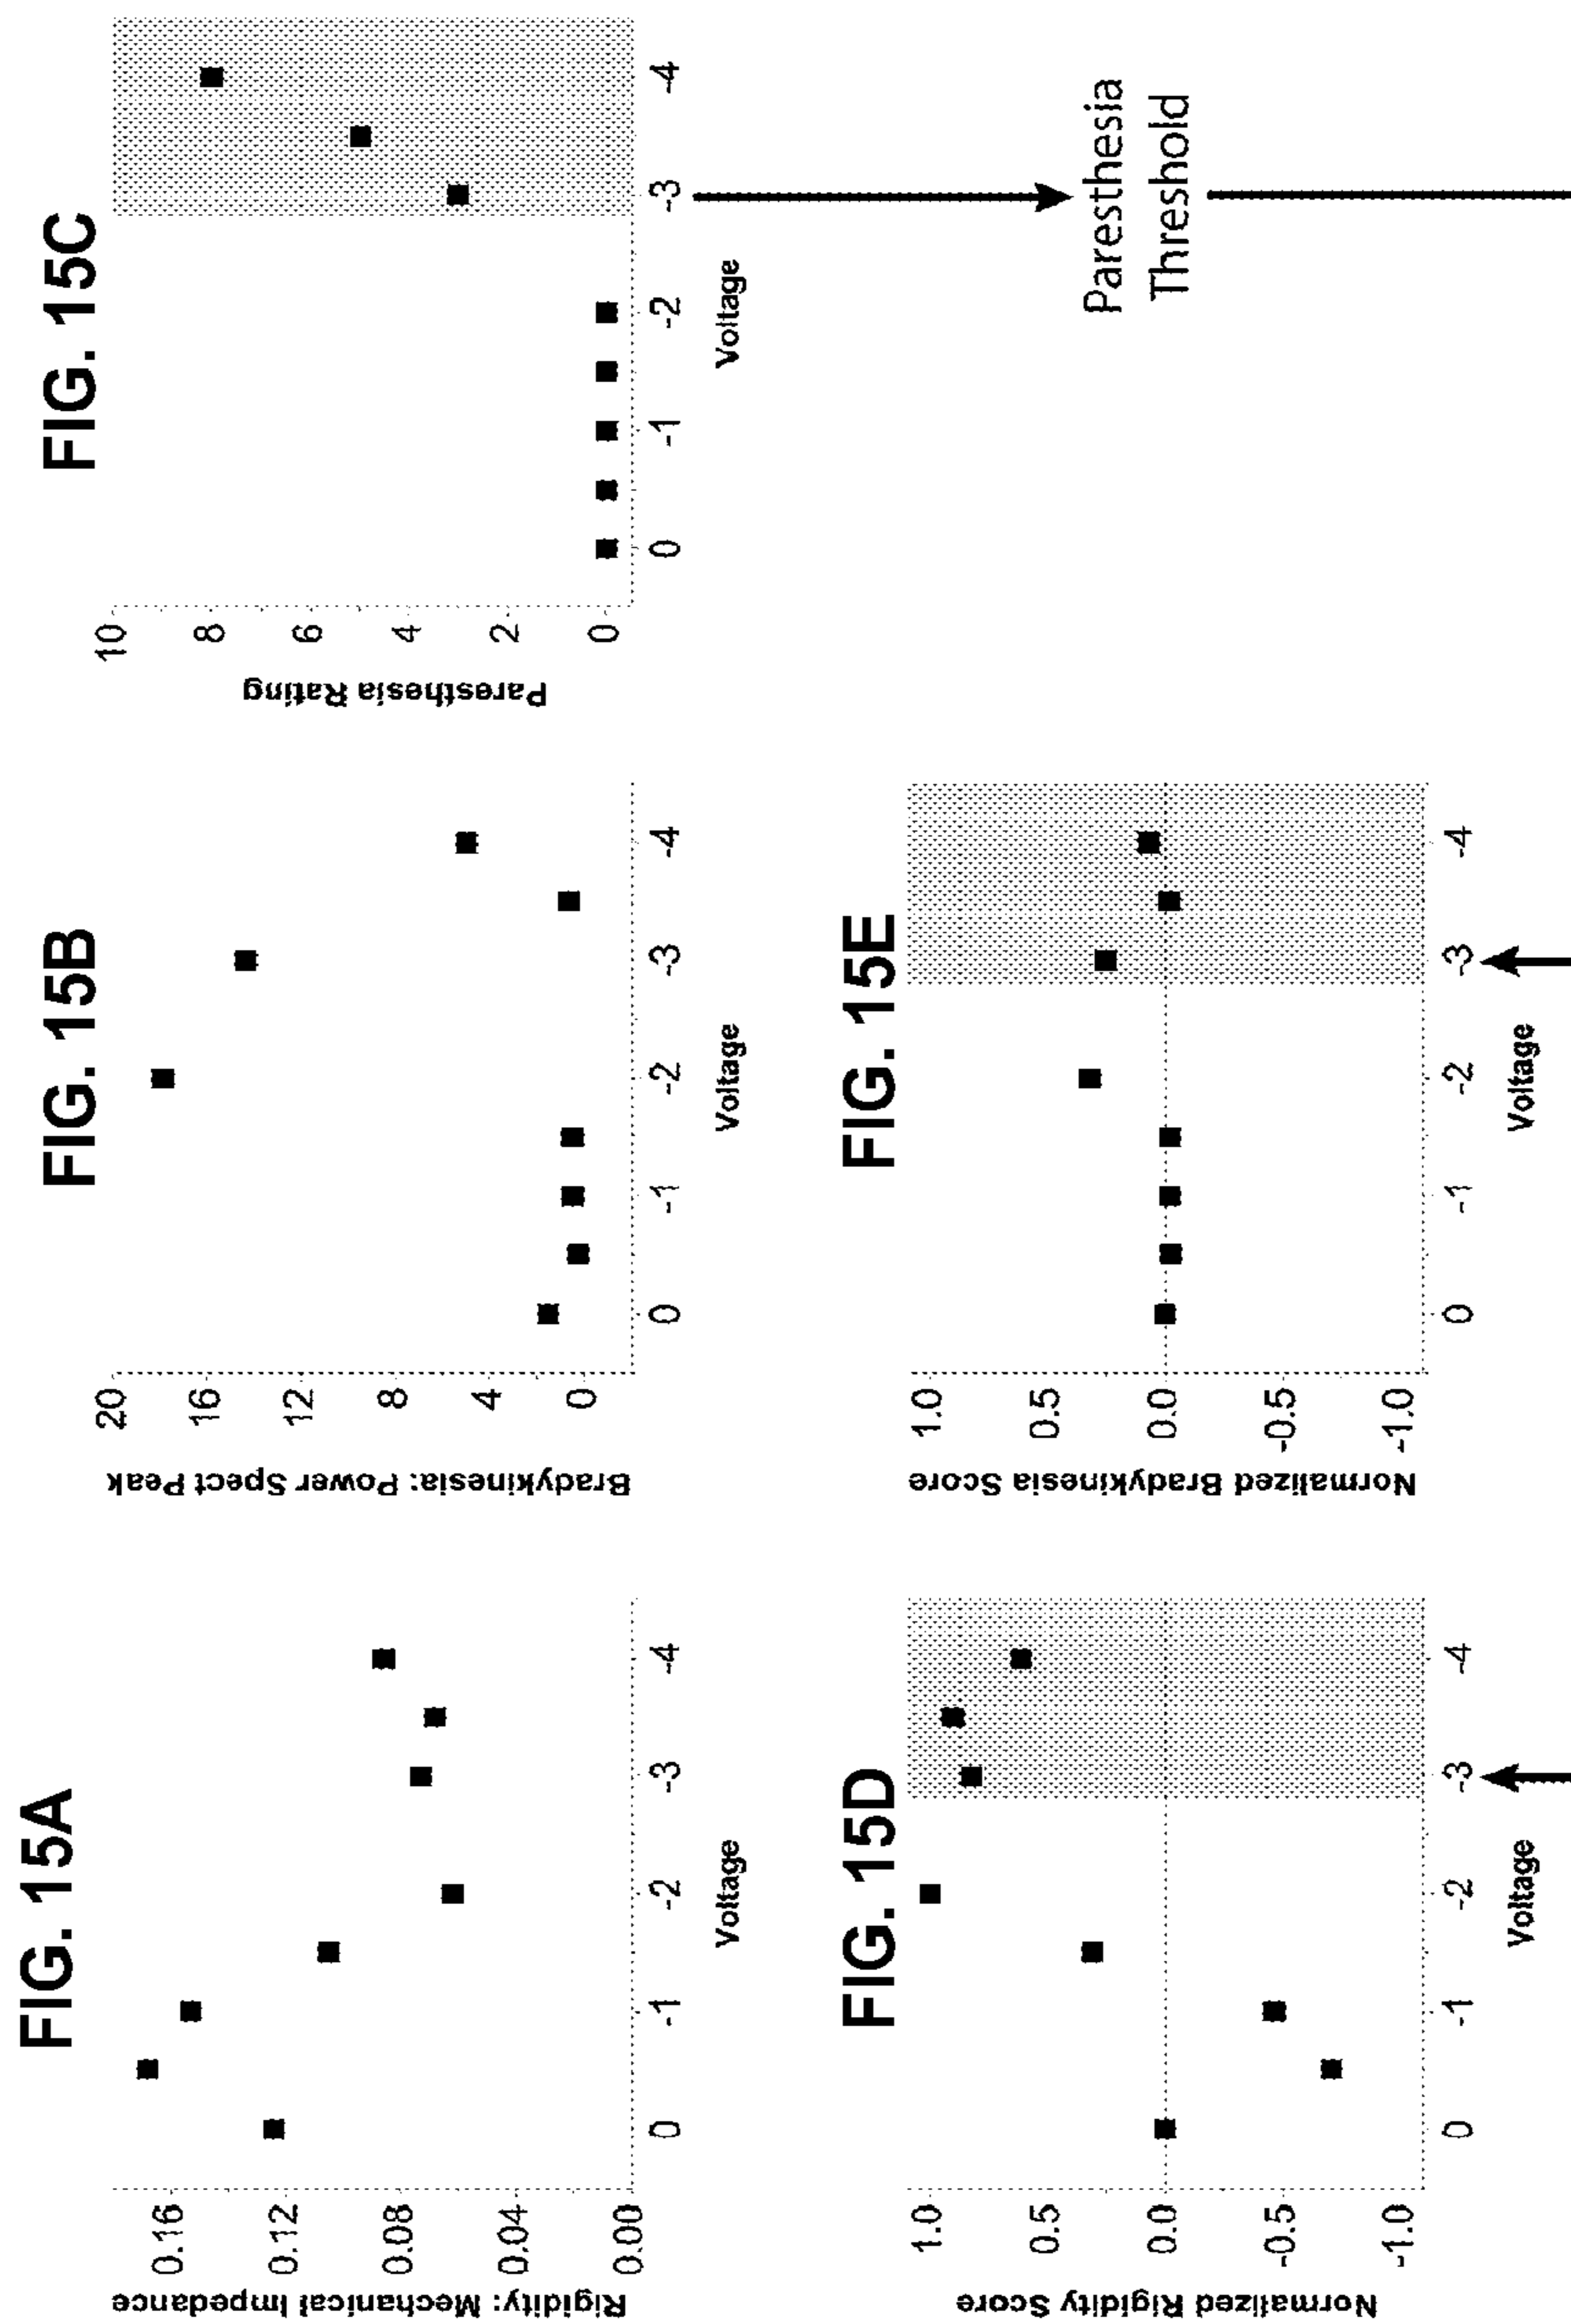 FIG. 15A
Rigidity: Mechanical Impedance
0.16
0.12
0.08
0.04
0.00
0 -1 -2 -3 -4
Voltage
FIG. 15B
Bradykinesia: Power Spect Peak
20
16
12
8
4
0
0 -1 -2 -3 -4
Voltage
FIG. 15C
Paresthesia Rating
10
8
6
4
2
0
0 -1 -2 -3 -4
Voltage
Paresthesia
Threshold
FIG. 15D
Normalized Rigidity Score
1.0
0.5
0.0
-0.5
-1.0
0 -1 -2 -3 -4
Voltage
FIG. 15E
Normalized Bradykinesia Score
1.0
0.5
0.0
-0.5
-1.0
0 -1 -2 -3 -4
Voltage